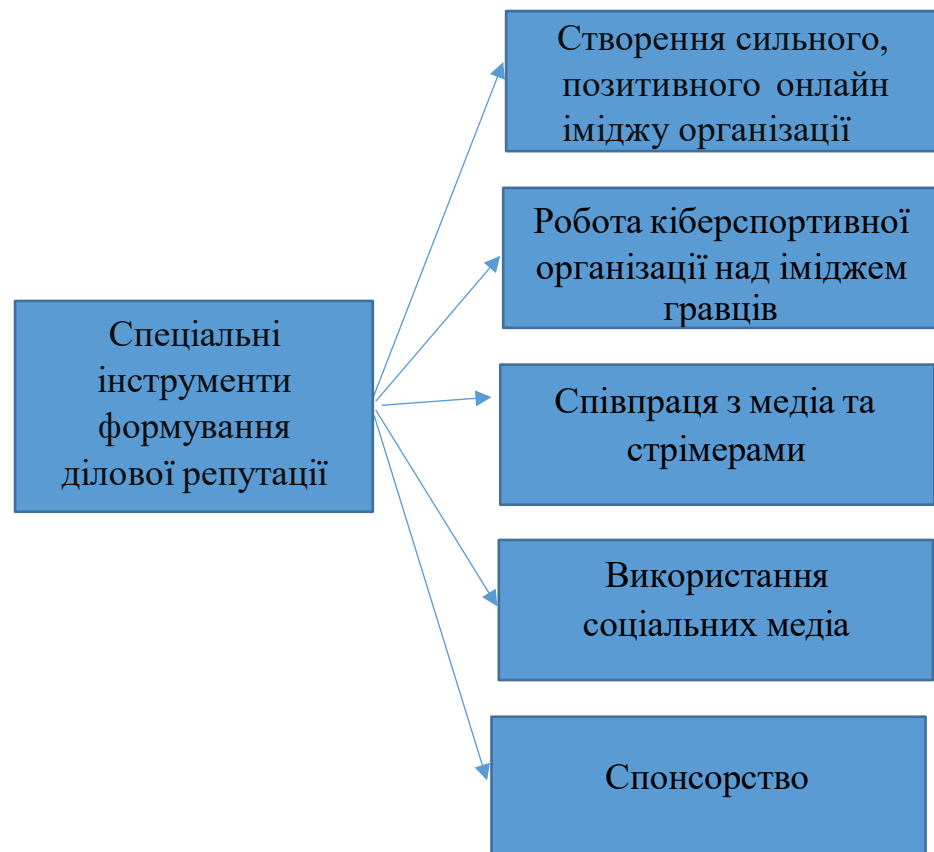 Спеціальні
інструменти
формування
ділової репутації
Створення сильного,
позитивного онлайн
іміджу організації
Робота кіберспортивної
організації над іміджем
гравців
Співпраця з медіа та
стрімерами
Використання
соціальних медіа
Спонсорство